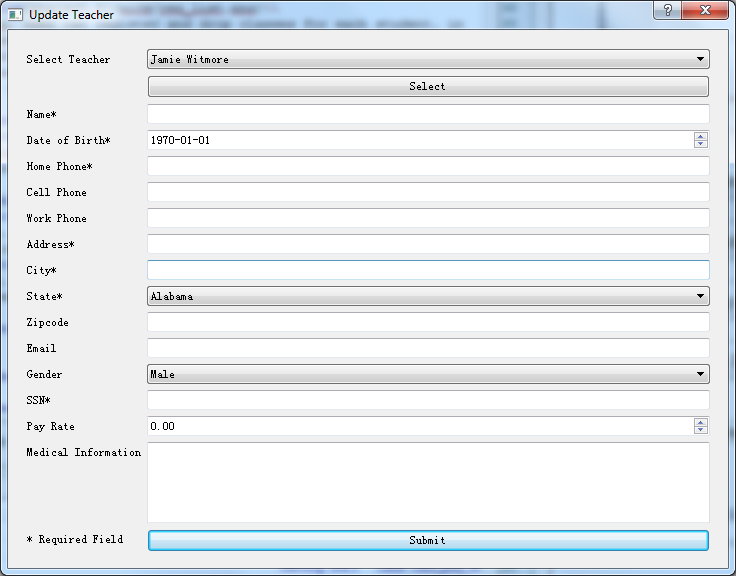 Update Teacher
Select Teacher Jamie Witmore
Select
Name*
Date of Birth* 1970-01-01
Home Phone*
Cell Phone
Work Phone
Address*
City*
State* Alabama
Zipcode
Email
Gender Male
SSN*
Pay Rate 0.00
Medical Information
* Required Field Submit